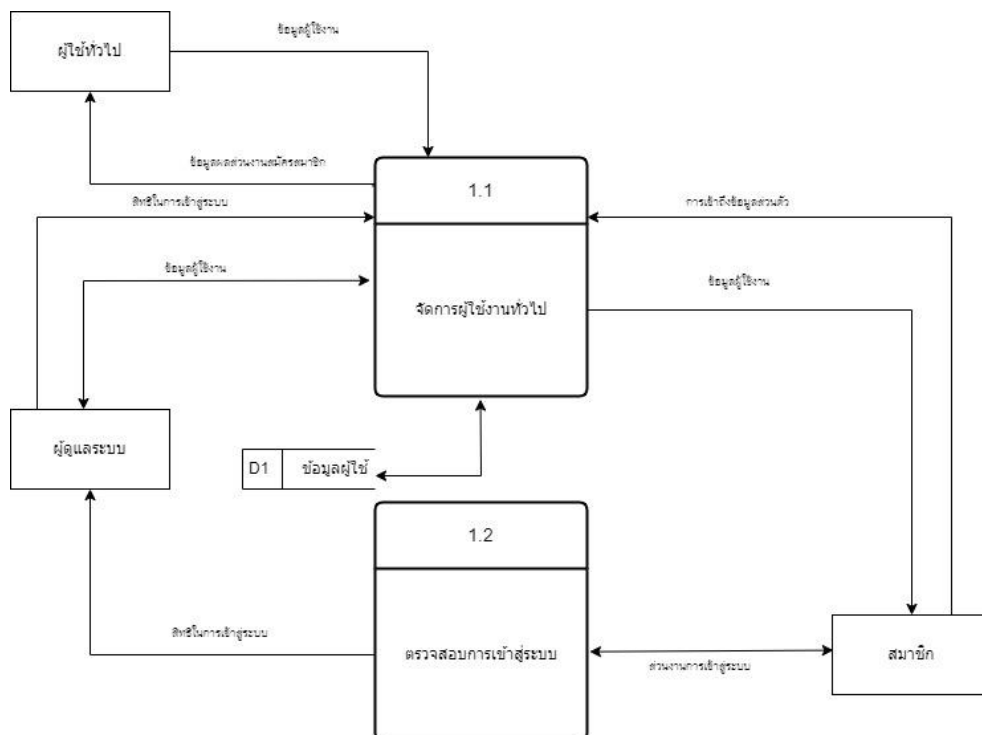 ข้อมูลผู้ใช้งาน
ผู้ใช้ทั่วไป
ข้อมูลผลส่วนงานสมัครสมาชิก
1.1
สิทธิในการเข้าสู่ระบบ
การเข้าถึงข้อมูลส่วนตัว
ข้อมูลผู้ใช้งาน
ข้อมูลผู้ใช้งาน
จัดการผู้ใช้งานทั่วไป
ผู้ดูแลระบบ
D1 ข้อมูลผู้ใช้
1.2
สิทธิในการเข้าสู่ระบบ
ตรวจสอบการเข้าสู่ระบบ
ส่วนงานการเข้าสู่ระบบ
สมาชิก